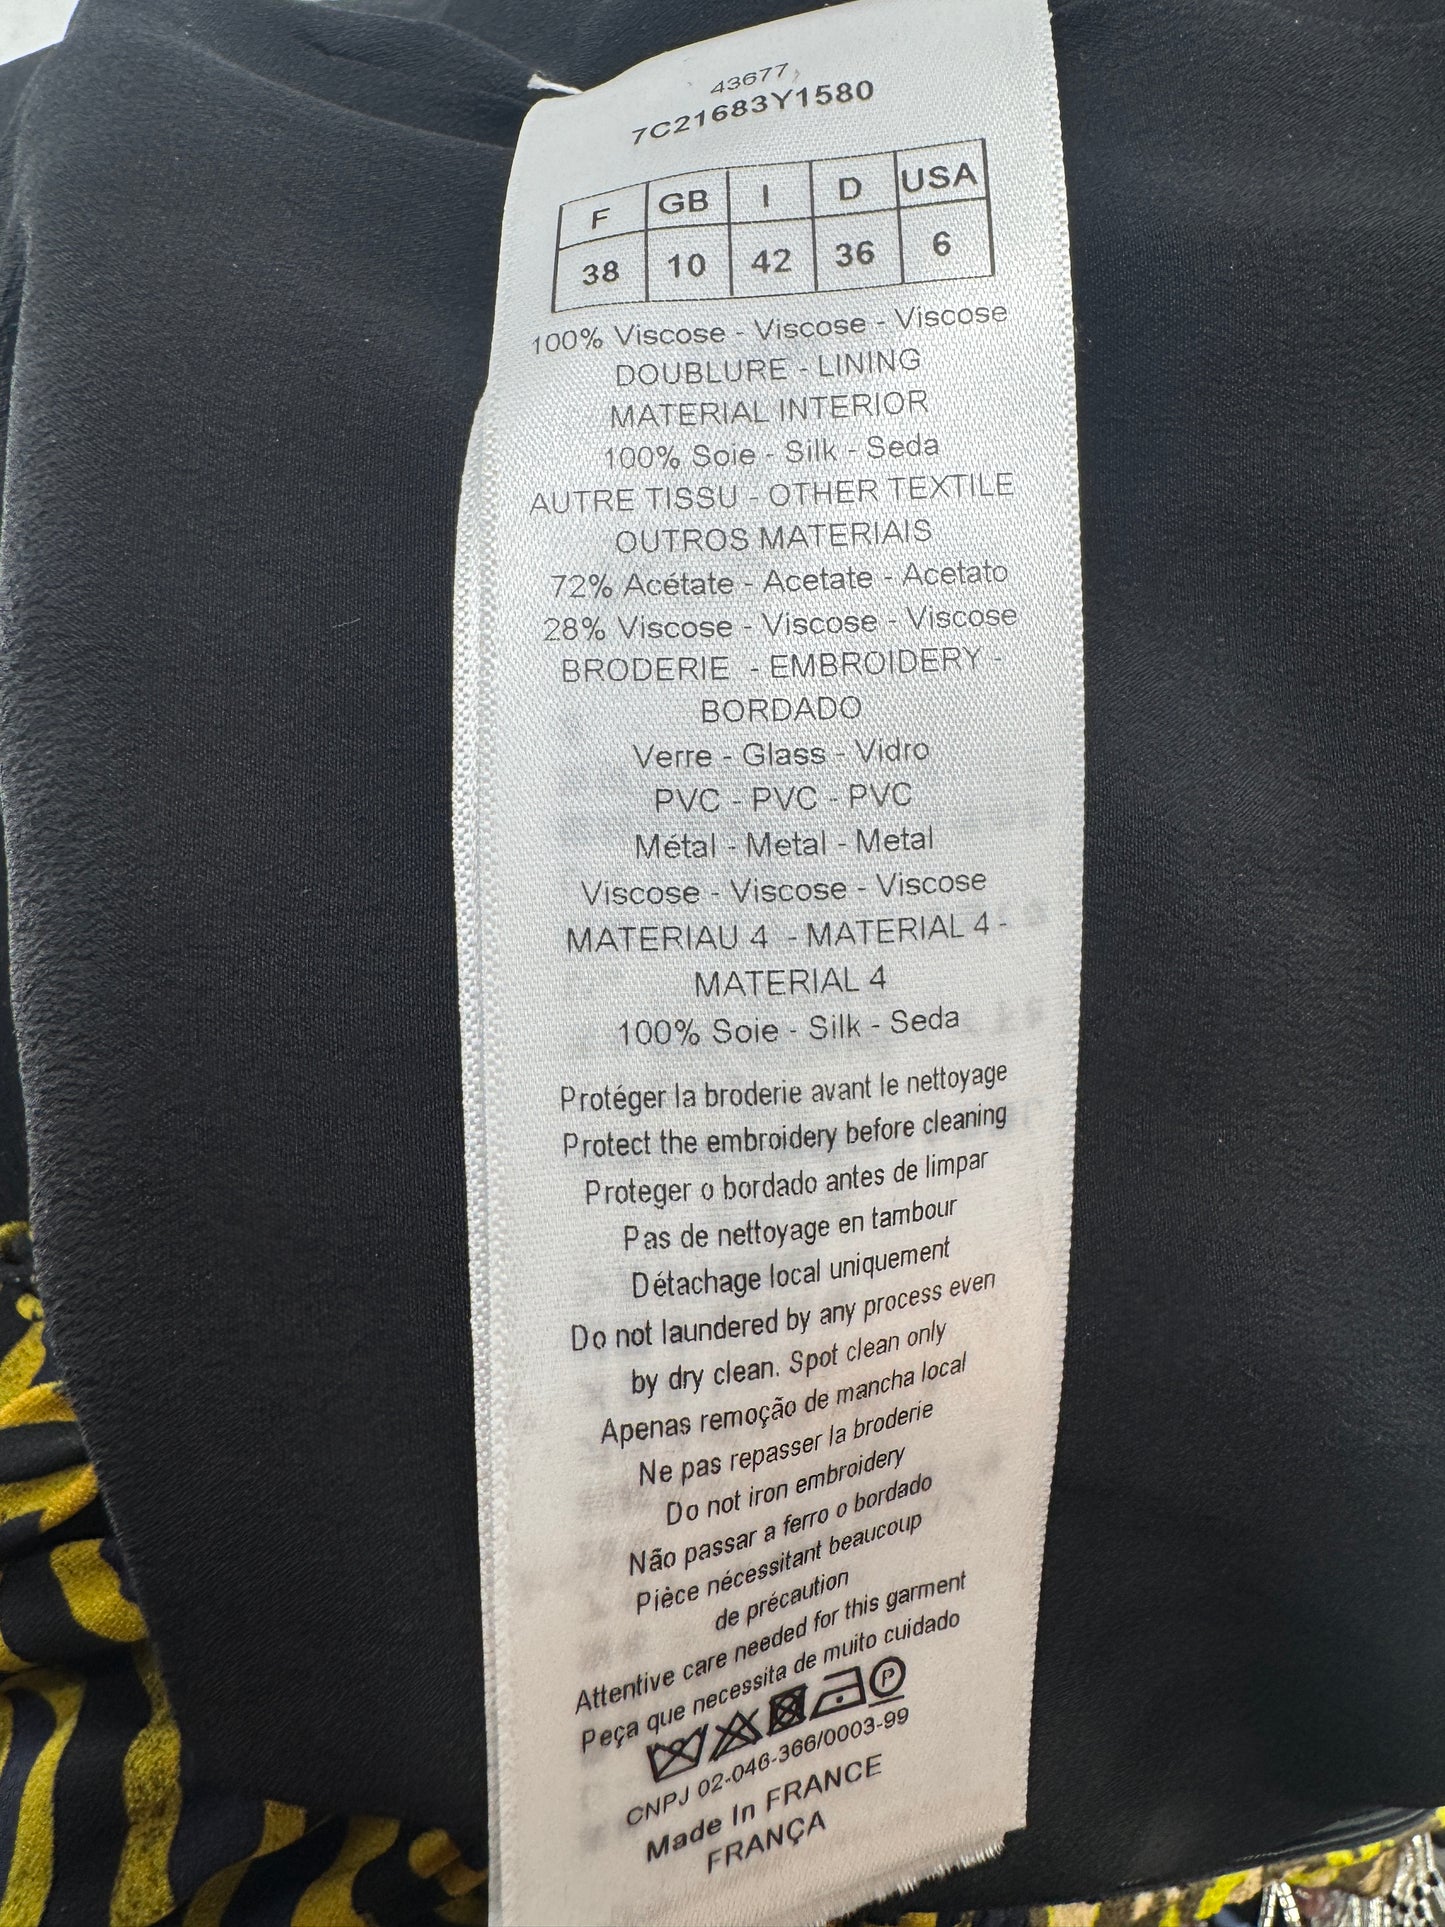 43677
7C21683Y1580
F GB I D USA
38 10 42 36 6
100% Viscose - Viscose - Viscose
DOUBLURE - LINING
MATERIAL INTERIOR
100% Soie - Silk - Seda
AUTRE TISSU - OTHER TEXTILE
OUTROS MATERIAIS
72% Acétate - Acetate - Acetato
28% Viscose - Viscose - Viscose
BRODERIE - EMBROIDERY -
BORDADO
Verre - Glass - Vidro
PVC - PVC - PVC
Métal - Metal - Metal
Viscose - Viscose - Viscose
MATERIAU 4 - MATERIAL 4 -
MATERIAL 4
100% Soie - Silk - Seda
Protéger la broderie avant le nettoyage
Protect the embroidery before cleaning
Proteger o bordado antes de limpar
Pas de nettoyage en tambour
Détachage local uniquement
Do not laundered by any process even
by dry clean. Spot clean only
Apenas remoção de mancha local
Ne pas repasser la broderie
Do not iron embroidery
Não passar a ferro o bordado
Pièce nécessitant beaucoup
de précaution
Attentive care needed for this garment
Peça que necessita de muito cuidado
P
CNPJ 02-046-366/0003-99
Made In FRANCE
FRANÇA